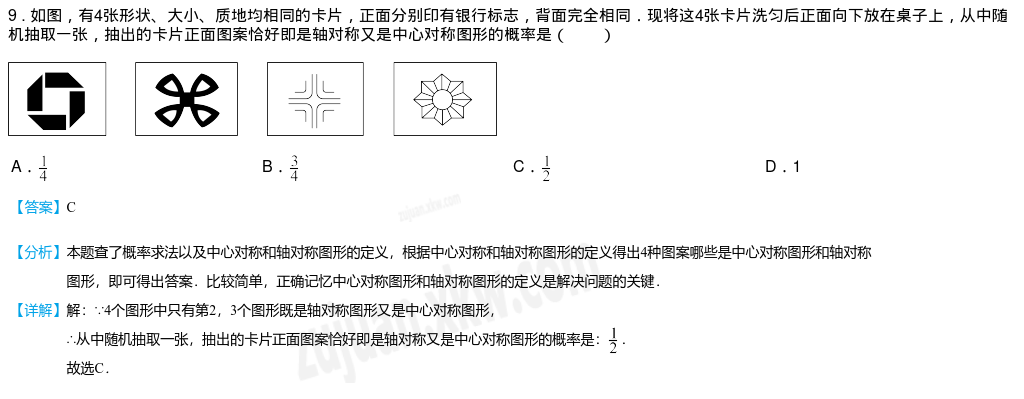 9．如图，有4张形状、大小、质地均相同的卡片，正面分别印有银行标志，背面完全相同．现将这4张卡片洗匀后正面向下放在桌子上，从中随
机抽取一张，抽出的卡片正面图案恰好即是轴对称又是中心对称图形的概率是（　　）
A．1/4 B．3/4 C．1/2 D．1
【答案】C
【分析】本题查了概率求法以及中心对称和轴对称图形的定义，根据中心对称和轴对称图形的定义得出4种图案哪些是中心对称图形和轴对称
图形，即可得出答案．比较简单，正确记忆中心对称图形和轴对称图形的定义是解决问题的关键．
【详解】解：∵4个图形中只有第2，3个图形既是轴对称图形又是中心对称图形，
∴从中随机抽取一张，抽出的卡片正面图案恰好即是轴对称又是中心对称图形的概率是：1/2．
故选C．
zujuan.xkw.com
zujuan.xkw.com